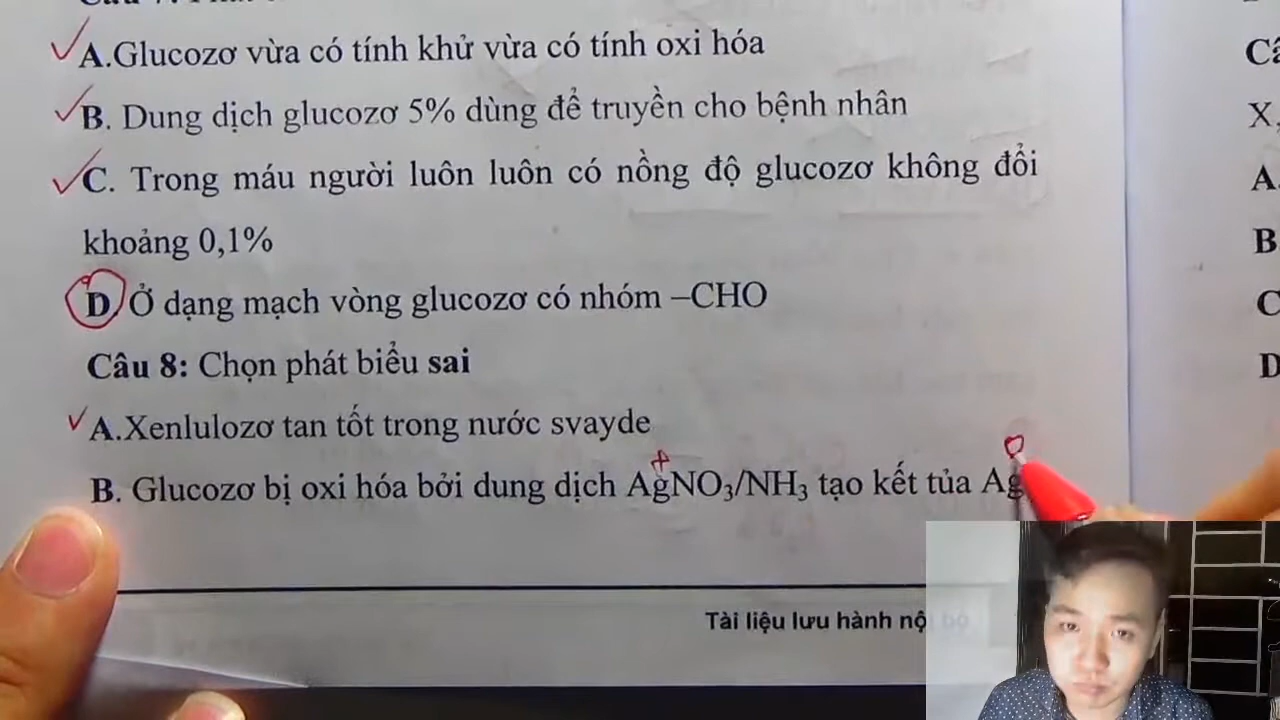 A.Glucozơ vừa có tính khử vừa có tính oxi hóa
B. Dung dịch glucozơ 5% dùng để truyền cho bệnh nhân
C. Trong máu người luôn luôn có nồng độ glucozơ không đổi
khoảng 0,1%
D. Ở dạng mạch vòng glucozơ có nhóm –CHO
Câu 8: Chọn phát biểu sai
A.Xenlulozơ tan tốt trong nước svayde
+ 0
B. Glucozơ bị oxi hóa bởi dung dịch AgNO₃/NH₃ tạo kết tủa Ag
Tài liệu lưu hành nội bộ
X.
A.
B
C
D